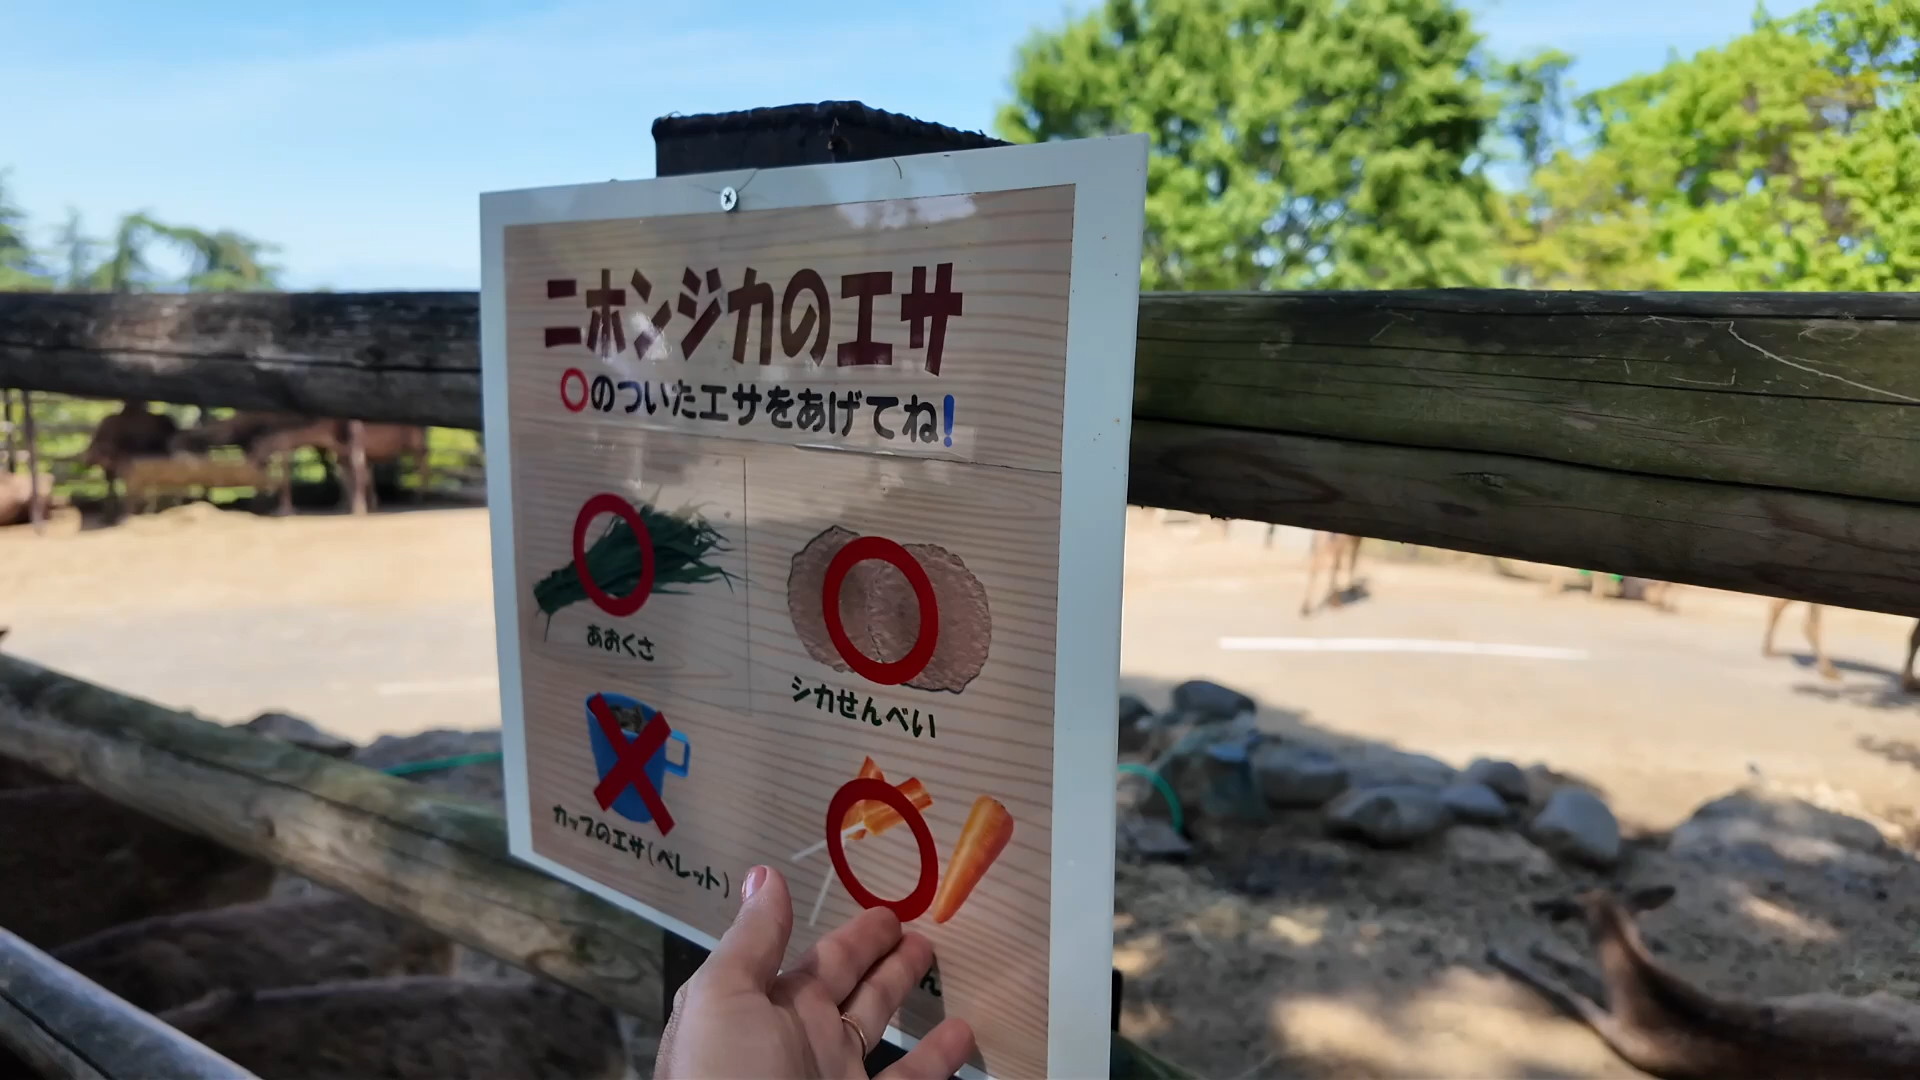 ニホンジカのエサ
○のついたエサをあげてね!
あおくさ
シカせんべい
カップのエサ(ペレット)
ん